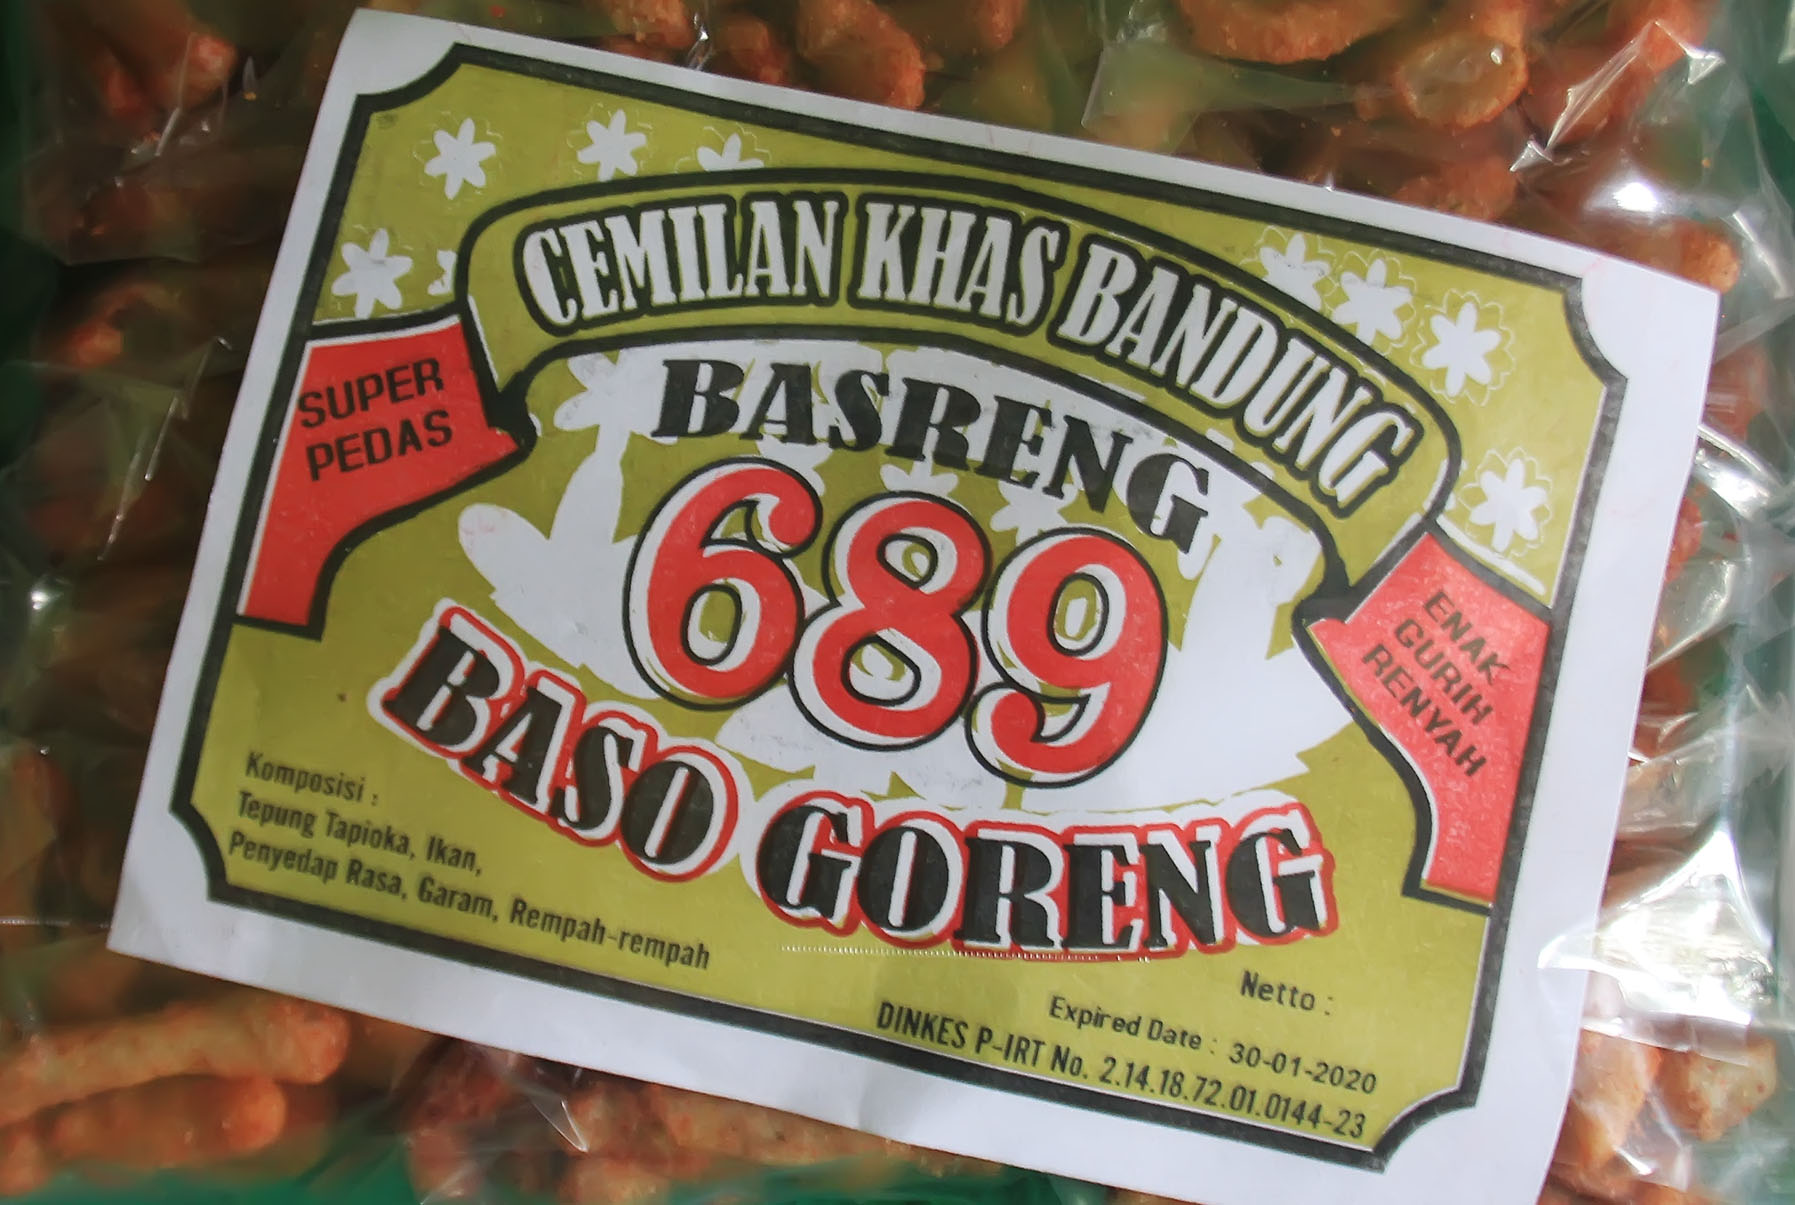 CEMILAN KHAS BANDUNG
SUPER
PEDAS
BASRENG
689
BASO GORENG
ENAK
GURIH
RENYAH
Komposisi :
Tepung Tapioka, Ikan,
Penyedap Rasa, Garam, Rempah-rempah
Netto :
Expired Date : 30-01-2020
DINKES P-IRT No. 2.14.18.72.01.0144-23